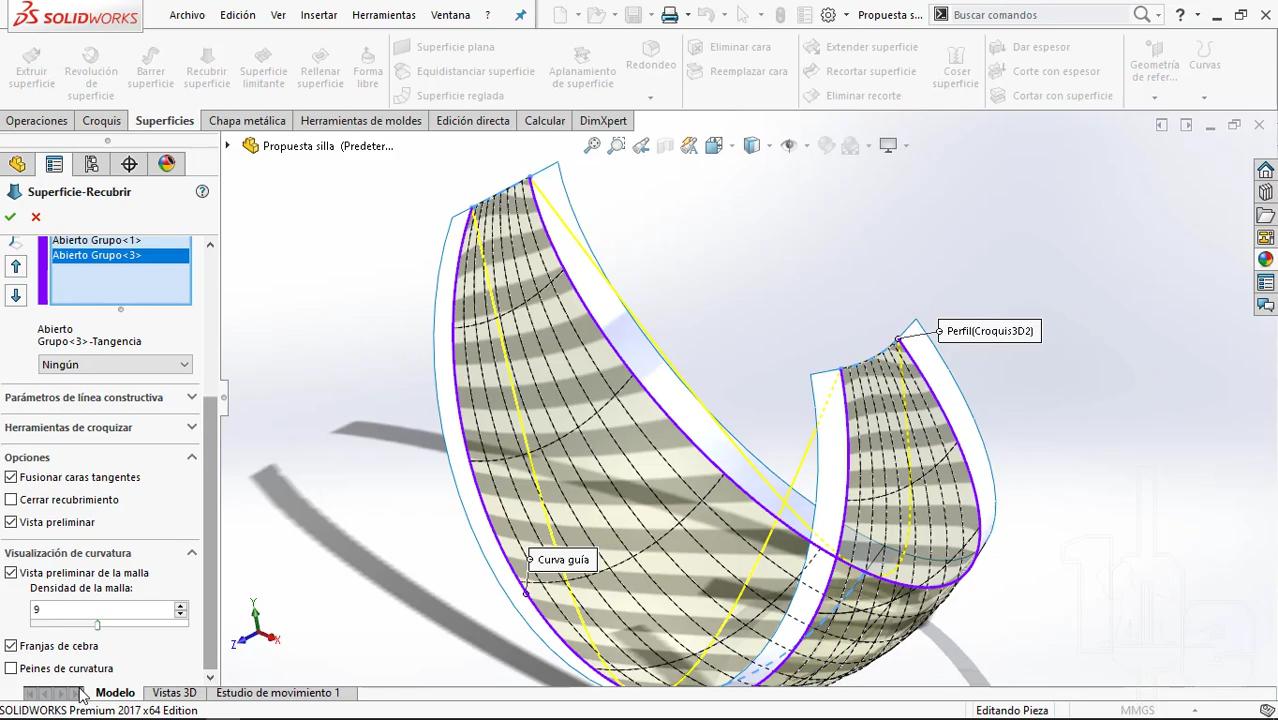 SOLIDWORKS Archivo Edición Ver Insertar Herramientas Ventana ? Propuesta s... Buscar comandos ?
Extruir superficie
Revolución de superficie
Barrer superficie
Recubrir superficie
Superficie limitante
Rellenar superficie
Forma libre
Superficie plana
Equidistanciar superficie
Superficie reglada
Aplanamiento de superficie
Redondeo
Eliminar cara
Reemplazar cara
Extender superficie
Recortar superficie
Eliminar recorte
Coser superficie
Dar espesor
Corte con espesor
Cortar con superficie
Geometría de refer...
Curvas
Operaciones Croquis Superficies Chapa metálica Herramientas de moldes Edición directa Calcular DimXpert
Propuesta silla (Predeter...
Superficie-Recubrir
Abierto Grupo<1>
Abierto Grupo<3>
Abierto
Grupo<3>-Tangencia
Ningún
Parámetros de línea constructiva
Herramientas de croquizar
Opciones
Fusionar caras tangentes
Cerrar recubrimiento
Vista preliminar
Visualización de curvatura
Vista preliminar de la malla
Densidad de la malla:
9
Franjas de cebra
Peines de curvatura
Perfil(Croquis3D2)
Curva guía
Y
Z
X
Modelo Vistas 3D Estudio de movimiento 1
SOLIDWORKS Premium 2017 x64 Edition Editando Pieza MMGS